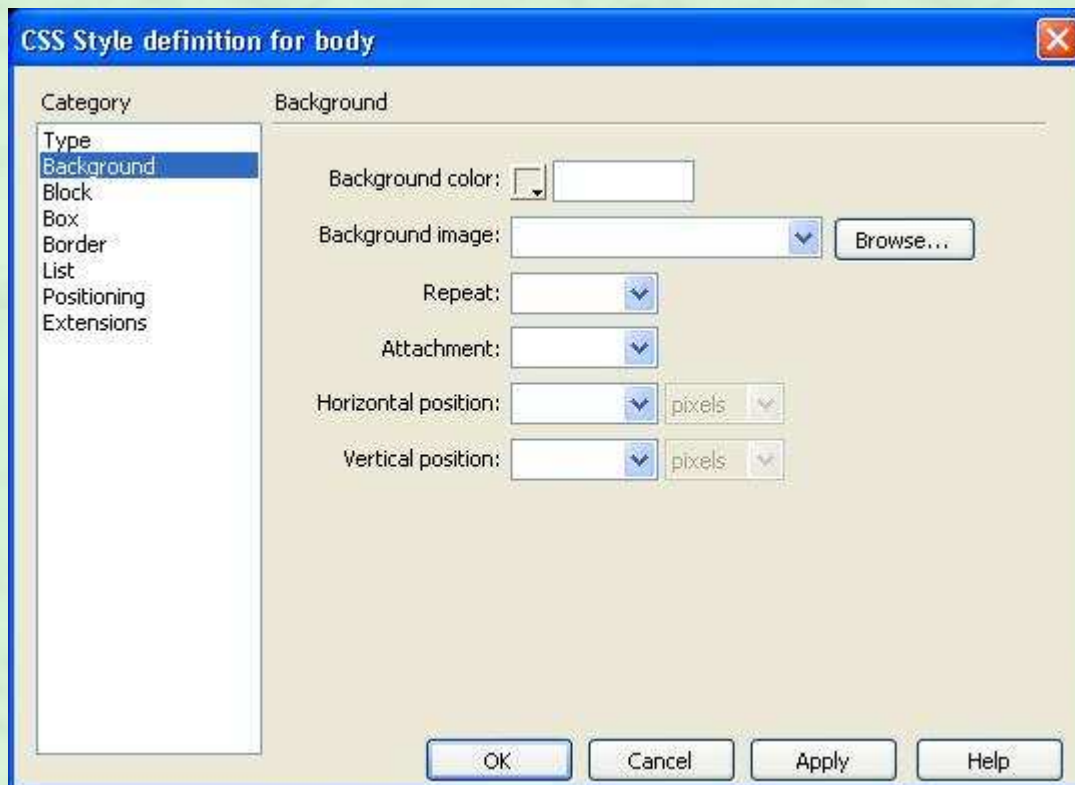 CSS Style definition for body
Category
Type
Background
Block
Box
Border
List
Positioning
Extensions
Background
Background color:
Background image:
Browse...
Repeat:
Attachment:
Horizontal position:
pixels
Vertical position:
pixels
OK
Cancel
Apply
Help